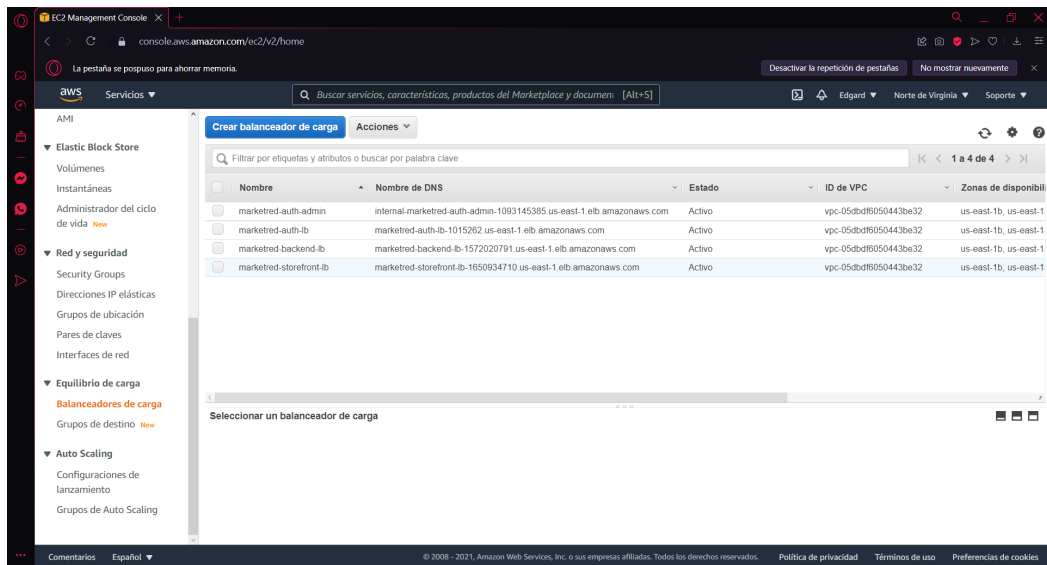 EC2 Management Console
console.aws.amazon.com/ec2/v2/home
La pestaña se pospuso para ahorrar memoria.
Desactivar la repetición de pestañas
No mostrar nuevamente
aws
Servicios
Buscar servicios, características, productos del Marketplace y document [Alt+S]
Edgard
Norte de Virginia
Soporte
AMI
Elastic Block Store
Volúmenes
Instantáneas
Administrador del ciclo
de vida New
Red y seguridad
Security Groups
Direcciones IP elásticas
Grupos de ubicación
Pares de claves
Interfaces de red
Equilibrio de carga
Balanceadores de carga
Grupos de destino New
Auto Scaling
Configuraciones de
lanzamiento
Grupos de Auto Scaling
Crear balanceador de carga
Acciones
Filtrar por etiquetas y atributos o buscar por palabra clave
1 a 4 de 4
Nombre Nombre de DNS Estado ID de VPC Zonas de disponibili
marketred-auth-admin internal-marketred-auth-admin-1093145385.us-east-1.elb.amazonaws.com Activo vpc-05dbdf6050443be32 us-east-1b, us-east-1
marketred-auth-lb marketred-auth-lb-1015262.us-east-1.elb.amazonaws.com Activo vpc-05dbdf6050443be32 us-east-1b, us-east-1
marketred-backend-lb marketred-backend-lb-1572020791.us-east-1.elb.amazonaws.com Activo vpc-05dbdf6050443be32 us-east-1b, us-east-1
marketred-storefront-lb marketred-storefront-lb-1650934710.us-east-1.elb.amazonaws.com Activo vpc-05dbdf6050443be32 us-east-1b, us-east-1
Seleccionar un balanceador de carga
Comentarios
Español
© 2008 - 2021, Amazon Web Services, Inc. o sus empresas afiliadas. Todos los derechos reservados.
Política de privacidad
Términos de uso
Preferencias de cookies